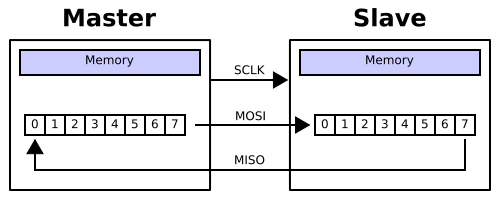 Master Slave
Memory Memory
SCLK
MOSI
0 1 2 3 4 5 6 7 0 1 2 3 4 5 6 7
MISO